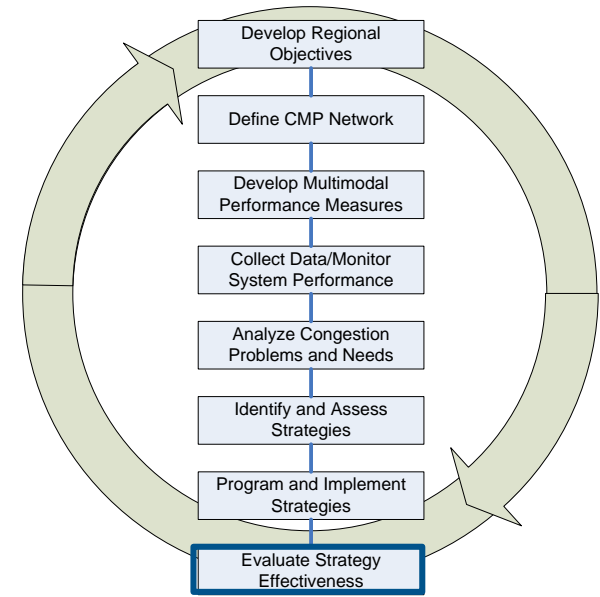 Develop Regional
Objectives
Define CMP Network
Develop Multimodal
Performance Measures
Collect Data/Monitor
System Performance
Analyze Congestion
Problems and Needs
Identify and Assess
Strategies
Program and Implement
Strategies
Evaluate Strategy
Effectiveness